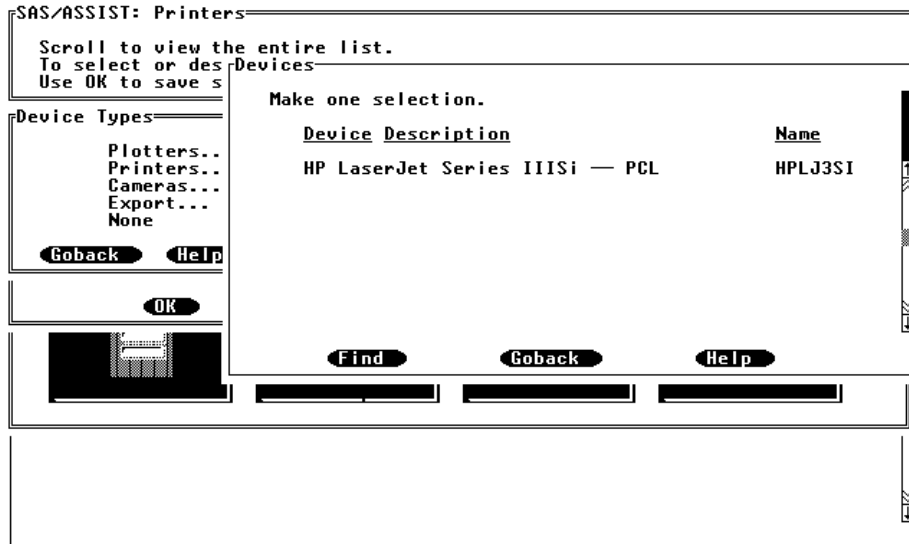 SAS/ASSIST: Printers
Scroll to view the entire list.
To select or des
Use OK to save s
Devices
Make one selection.
Device Description Name
HP LaserJet Series IIISi — PCL HPLJ3SI
Find Goback Help
Device Types
Plotters..
Printers..
Cameras...
Export...
None
Goback Help
OK